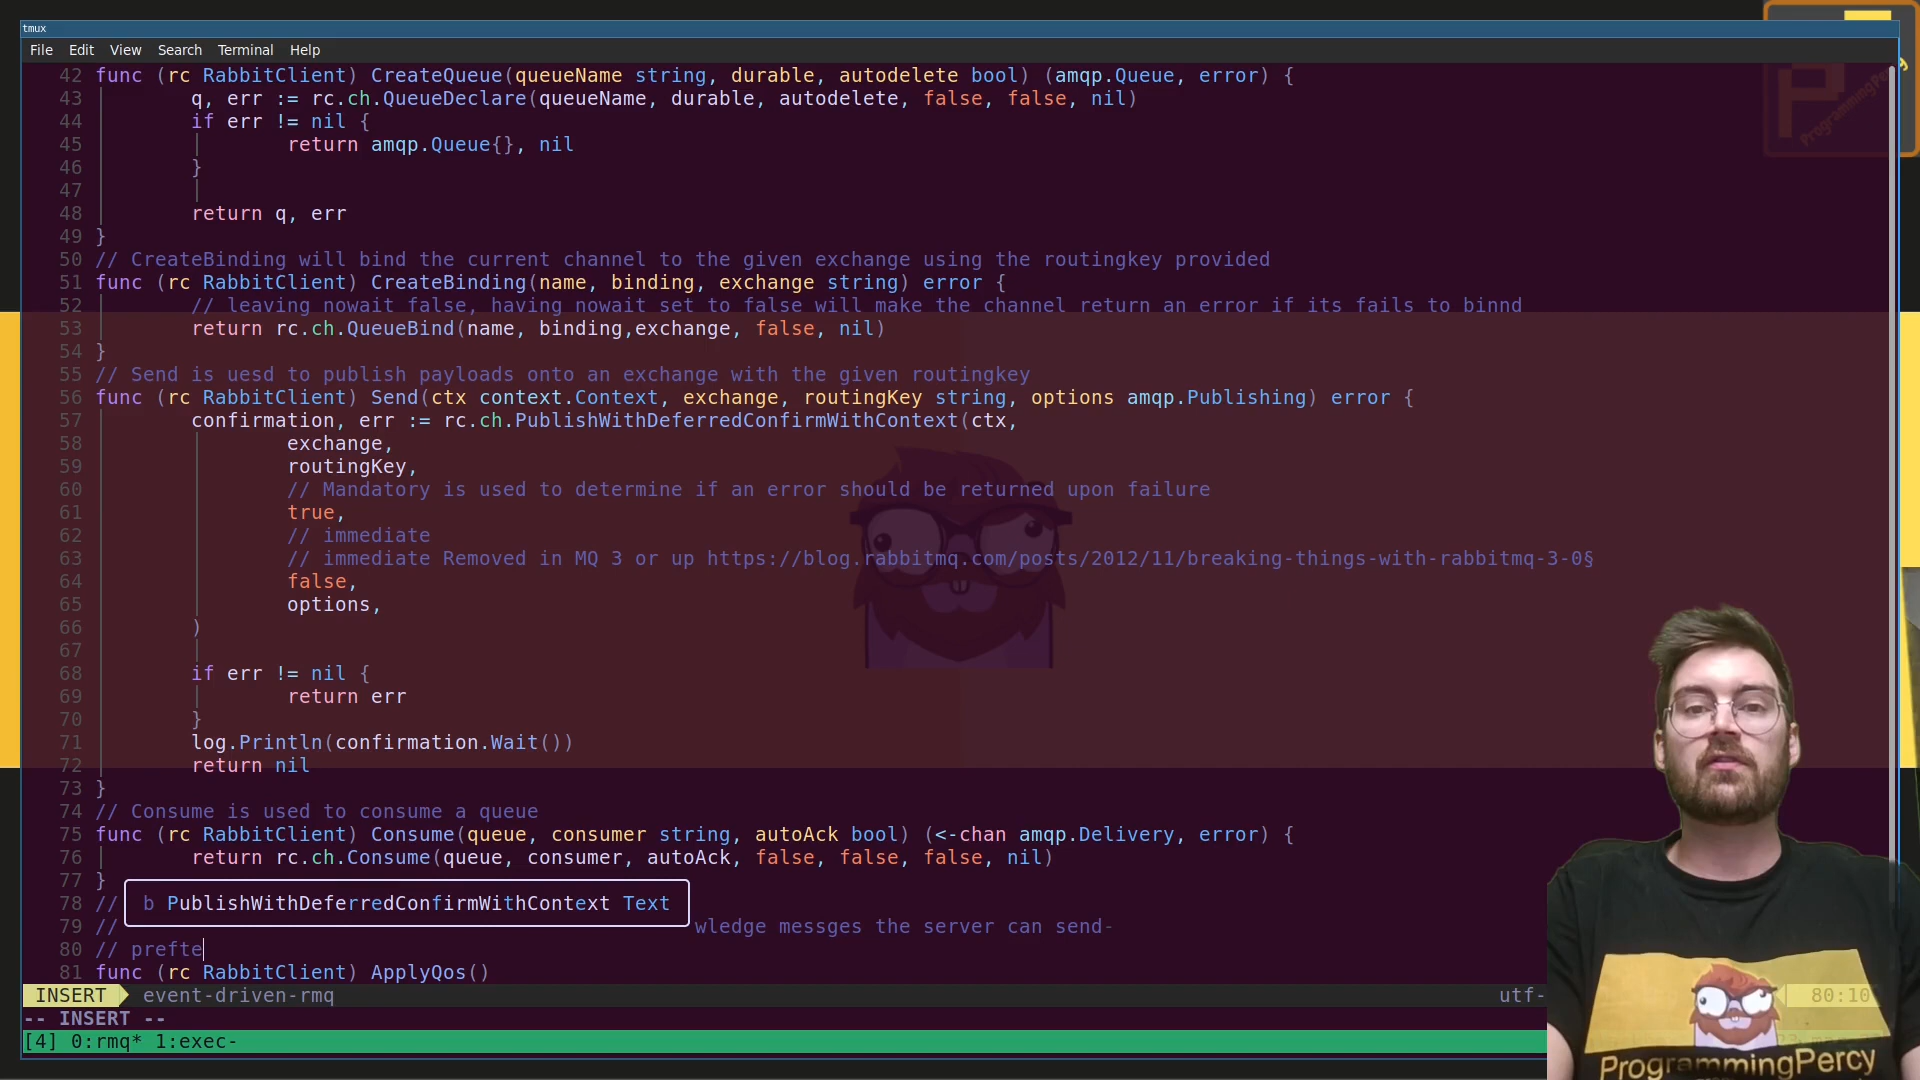 tmux
File Edit View Search Terminal Help
42 func (rc RabbitClient) CreateQueue(queueName string, durable, autodelete bool) (amqp.Queue, error) {
43 q, err := rc.ch.QueueDeclare(queueName, durable, autodelete, false, false, nil)
44 if err != nil {
45 return amqp.Queue{}, nil
46 }
47
48 return q, err
49 }
50 // CreateBinding will bind the current channel to the given exchange using the routingkey provided
51 func (rc RabbitClient) CreateBinding(name, binding, exchange string) error {
52 // leaving nowait false, having nowait set to false will make the channel return an error if its fails to binnd
53 return rc.ch.QueueBind(name, binding,exchange, false, nil)
54 }
55 // Send is uesd to publish payloads onto an exchange with the given routingkey
56 func (rc RabbitClient) Send(ctx context.Context, exchange, routingKey string, options amqp.Publishing) error {
57 confirmation, err := rc.ch.PublishWithDeferredConfirmWithContext(ctx,
58 exchange,
59 routingKey,
60 // Mandatory is used to determine if an error should be returned upon failure
61 true,
62 // immediate
63 // immediate Removed in MQ 3 or up https://blog.rabbitmq.com/posts/2012/11/breaking-things-with-rabbitmq-3-0§
64 false,
65 options,
66 )
67
68 if err != nil {
69 return err
70 }
71 log.Println(confirmation.Wait())
72 return nil
73 }
74 // Consume is used to consume a queue
75 func (rc RabbitClient) Consume(queue, consumer string, autoAck bool) (<-chan amqp.Delivery, error) {
76 return rc.ch.Consume(queue, consumer, autoAck, false, false, false, nil)
77 }
78 // b PublishWithDeferredConfirmWithContext Text
79 // wledge messges the server can send-
80 // prefte
81 func (rc RabbitClient) ApplyQos()
INSERT event-driven-rmq utf- 80:10
-- INSERT --
[4] 0:rmq* 1:exec-
ProgrammingPercy
ProgrammingPercy